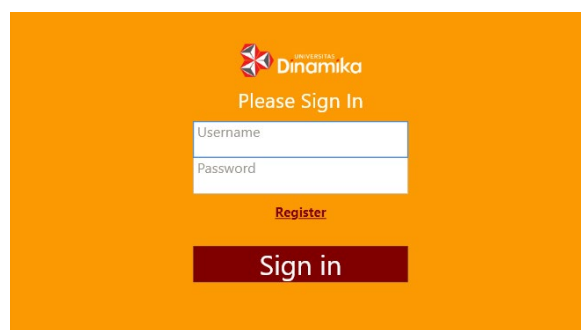 UNIVERSITAS
Dinamika
Please Sign In
Username
Password
Register
Sign in